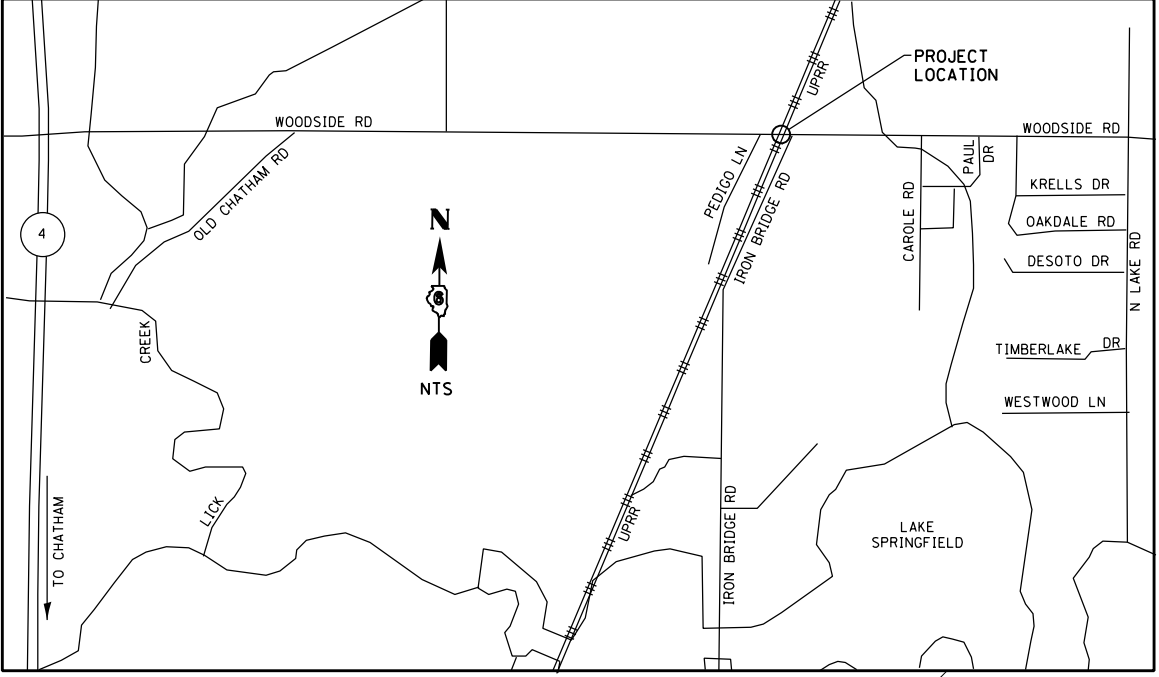 PROJECT
LOCATION
UPRR
WOODSIDE RD
WOODSIDE RD
OLD CHATHAM RD
PEDIGO LN
IRON BRIDGE RD
PAUL
DR
CAROLE RD
KRELLS DR
OAKDALE RD
DESOTO DR
N LAKE RD
4
N
6
NTS
CREEK
LICK
TIMBERLAKE DR
WESTWOOD LN
TO CHATHAM
UPRR
IRON BRIDGE RD
LAKE
SPRINGFIELD